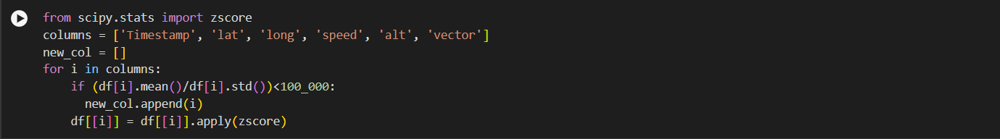 from scipy.stats import zscore
columns = ['Timestamp', 'lat', 'long', 'speed', 'alt', 'vector']
new_col = []
for i in columns:
    if (df[i].mean()/df[i].std())<100_000:
      new_col.append(i)
    df[[i]] = df[[i]].apply(zscore)